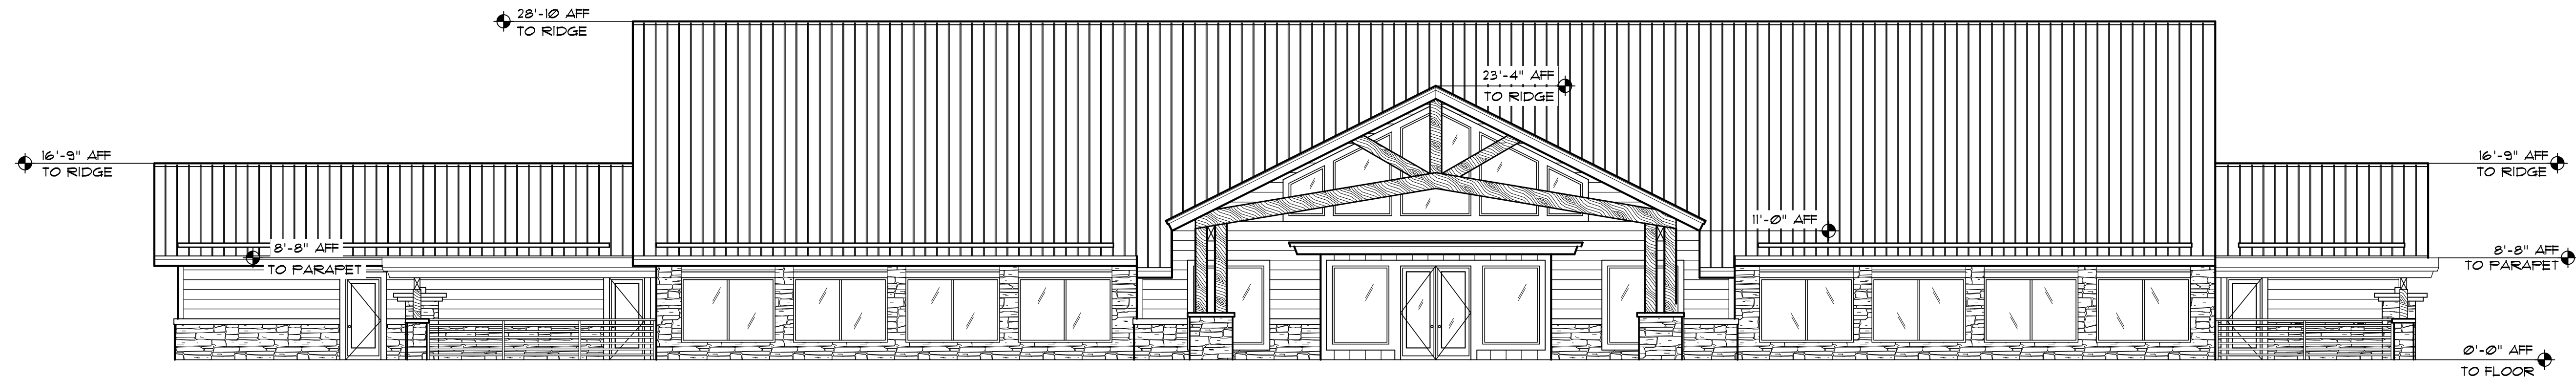 28'-10 AFF
TO RIDGE
23'-4" AFF
TO RIDGE
16'-9" AFF
TO RIDGE
16'-9" AFF
TO RIDGE
11'-0" AFF
8'-8" AFF
TO PARAPET
8'-8" AFF
TO PARAPET
0'-0" AFF
TO FLOOR